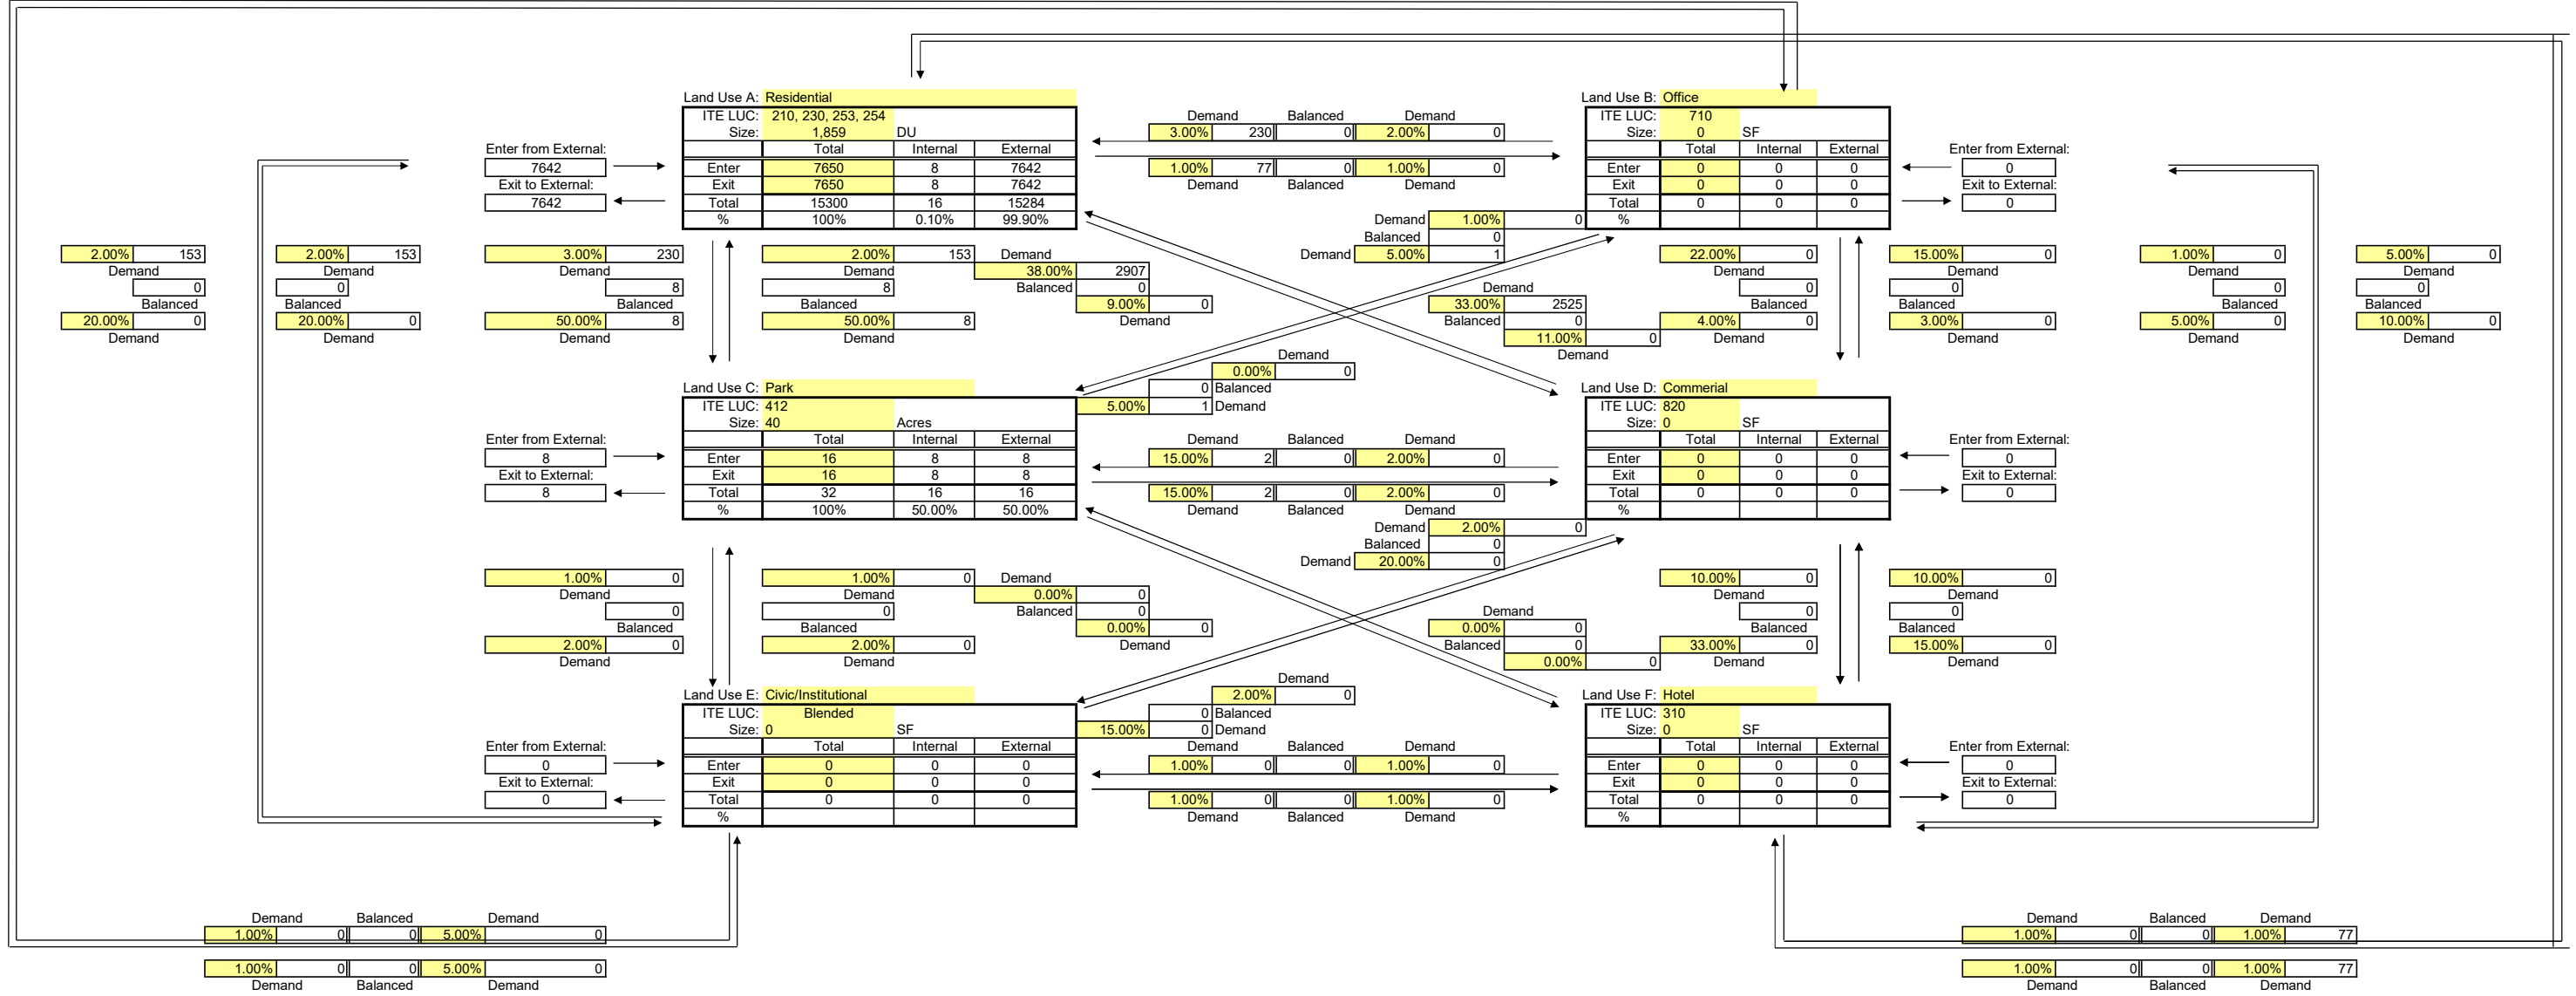 Land Use A: Residential
ITE LUC: 210, 230, 253, 254
Size: 1,859 DU
Total Internal External
Enter 7650 8 7642
Exit 7650 8 7642
Total 15300 16 15284
% 100% 0.10% 99.90%
Enter from External:
7642
Exit to External:
7642
Demand Balanced Demand
3.00% 230 0 2.00% 0
1.00% 77 0 1.00% 0
Demand Balanced Demand
Land Use B: Office
ITE LUC: 710
Size: 0 SF
Total Internal External
Enter 0 0 0
Exit 0 0 0
Total 0 0 0
%
Enter from External:
0
Exit to External:
0
Demand 1.00% 0
Balanced 0
Demand 5.00% 1
2.00% 153
Demand
0
Balanced
20.00% 0
Demand
2.00% 153
Demand
0
Balanced
20.00% 0
Demand
3.00% 230
Demand
8
Balanced
50.00% 8
Demand
2.00% 153
Demand
8
Balanced
50.00% 8
Demand
Demand
38.00% 2907
Balanced 0
9.00% 0
Demand
Demand
33.00% 2525
Balanced 0
11.00% 0
Demand
22.00% 0
Demand
0
Balanced
4.00% 0
Demand
15.00% 0
Demand
0
Balanced
3.00% 0
Demand
1.00% 0
Demand
0
Balanced
5.00% 0
Demand
5.00% 0
Demand
0
Balanced
10.00% 0
Demand
Demand
0.00% 0
0 Balanced
5.00% 1 Demand
Land Use C: Park
ITE LUC: 412
Size: 40 Acres
Total Internal External
Enter 16 8 8
Exit 16 8 8
Total 32 16 16
% 100% 50.00% 50.00%
Enter from External:
8
Exit to External:
8
Demand Balanced Demand
15.00% 2 0 2.00% 0
15.00% 2 0 2.00% 0
Demand Balanced Demand
Land Use D: Commerial
ITE LUC: 820
Size: 0 SF
Total Internal External
Enter 0 0 0
Exit 0 0 0
Total 0 0 0
%
Enter from External:
0
Exit to External:
0
Demand 2.00% 0
Balanced 0
Demand 20.00% 0
1.00% 0
Demand
0
Balanced
2.00% 0
Demand
1.00% 0
Demand
0
Balanced
2.00% 0
Demand
Demand
0.00% 0
Balanced 0
0.00% 0
Demand
Demand
0.00% 0
Balanced 0
0.00% 0
10.00% 0
Demand
0
Balanced
33.00% 0
Demand
10.00% 0
Demand
0
Balanced
15.00% 0
Demand
Demand
2.00% 0
0 Balanced
15.00% 0 Demand
Land Use E: Civic/Institutional
ITE LUC: Blended
Size: 0 SF
Total Internal External
Enter 0 0 0
Exit 0 0 0
Total 0 0 0
%
Enter from External:
0
Exit to External:
0
Demand Balanced Demand
1.00% 0 0 1.00% 0
1.00% 0 0 1.00% 0
Demand Balanced Demand
Land Use F: Hotel
ITE LUC: 310
Size: 0 SF
Total Internal External
Enter 0 0 0
Exit 0 0 0
Total 0 0 0
%
Enter from External:
0
Exit to External:
0
Demand Balanced Demand
1.00% 0 0 5.00% 0
1.00% 0 0 5.00% 0
Demand Balanced Demand
Demand Balanced Demand
1.00% 0 0 1.00% 77
1.00% 0 0 1.00% 77
Demand Balanced Demand